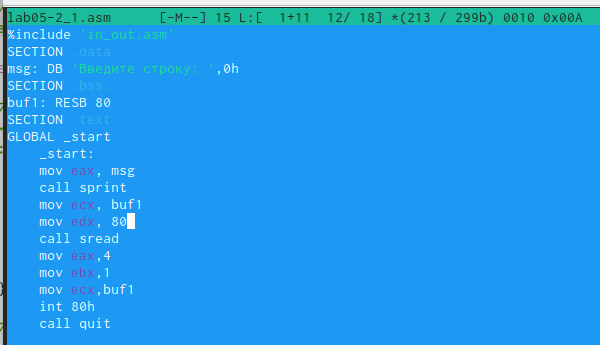 lab05-2_1.asm [-M--] 15 L:[ 1+11 12/ 18] *(213 / 299b) 0010 0x00A
%include 'in_out.asm'
SECTION .data
msg: DB 'Введите строку: ',0h
SECTION .bss.
buf1: RESB 80
SECTION .text
GLOBAL _start
_start:
mov eax, msg
call sprint
mov ecx, buf1
mov edx, 80
call sread
mov eax,4
mov ebx,1
mov ecx,buf1
int 80h
call quit